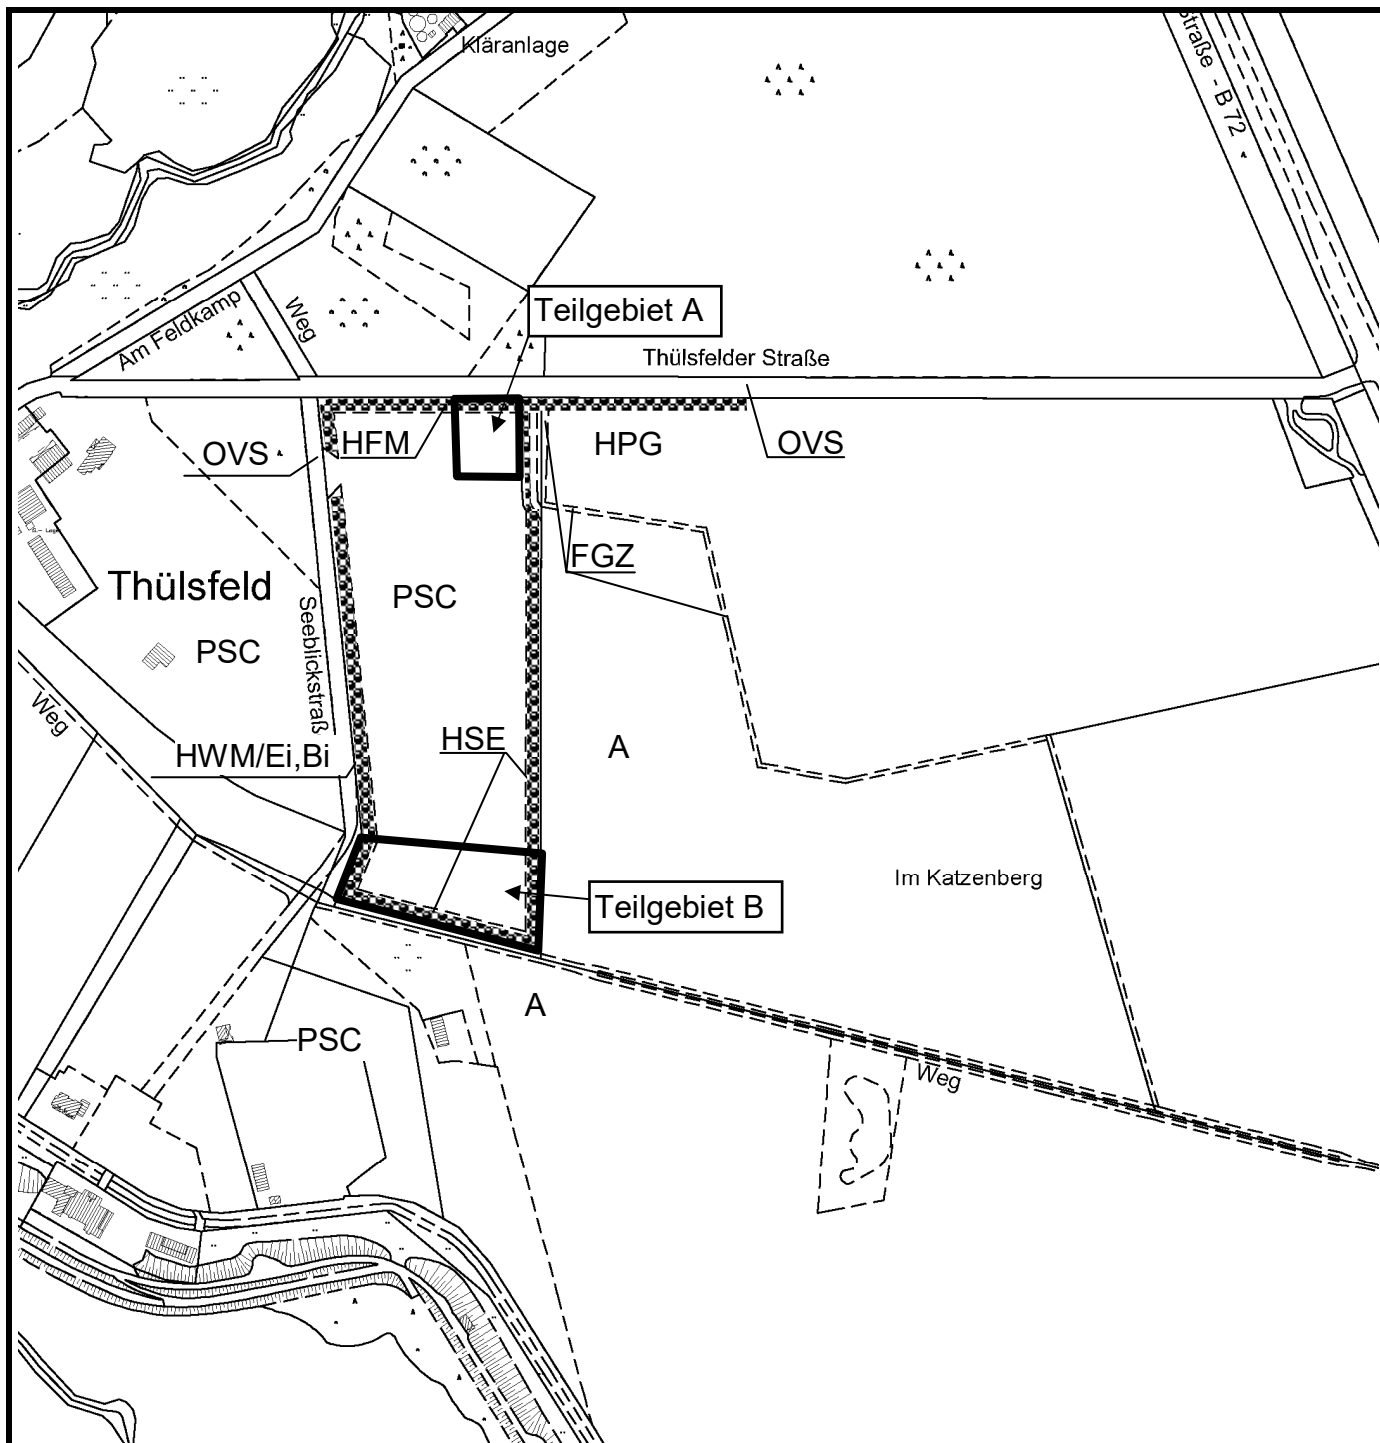 Kläranlage
Straße - B 72
Teilgebiet A
Weg
Am Feldkamp
Thülsfelder Straße
OVS
HFM
HPG
OVS
FGZ
Thülsfeld
PSC
PSC
Seeblickstraß
Weg
HSE
A
HWM/Ei,Bi
Im Katzenberg
Teilgebiet B
A
PSC
Weg